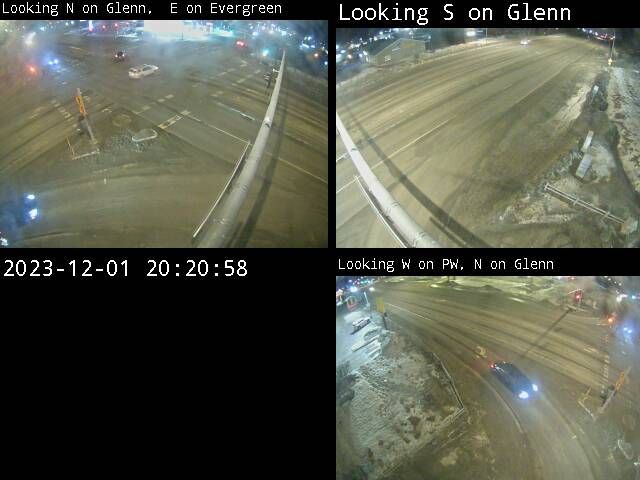 Looking N on Glenn,  E on Evergreen
Looking S on Glenn
2023-12-01 20:20:58
Looking W on PW, N on Glenn